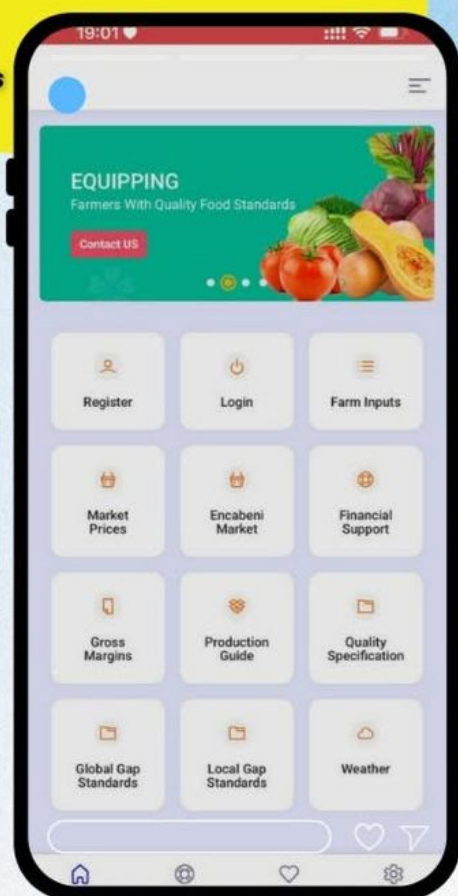 s
19:01
EQUIPPING
Farmers With Quality Food Standards
Contact US
Register
Login
Farm Inputs
Market
Prices
Encabeni
Market
Financial
Support
Gross
Margins
Production
Guide
Quality
Specification
Global Gap
Standards
Local Gap
Standards
Weather